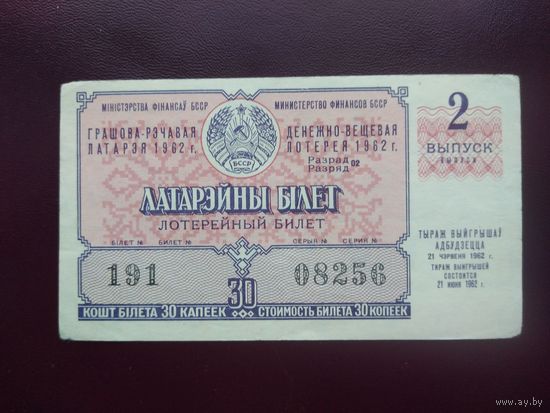 МІНІСТЭРСТВА ФІНАНСАЎ БССР
МИНИСТЕРСТВО ФИНАНСОВ БССР
ГРАШОВА-РЭЧАВАЯ
ЛАТАРЭЯ 1962 г.
ДЕНЕЖНО-ВЕЩЕВАЯ
ЛОТЕРЕЯ 1962 г.
Разрад 02
Разряд
БССР
2
ВЫПУСК
ВЫПУСК
ЛАТАРЭЙНЫ БІЛЕТ
ЛОТЕРЕЙНЫЙ БИЛЕТ
БІЛЕТ № БИЛЕТ № СЕРЫЯ № СЕРИЯ №
191 08256
30
КОШТ БІЛЕТА 30 КАПЕЕК
СТОИМОСТЬ БИЛЕТА 30 КОПЕЕК
ТЫРАЖ ВЫЙГРЫШАЎ
АДБУДЗЕЦЦА
21 ЧЭРВЕНЯ 1962 г.
ТИРАЖ ВЫИГРЫШЕЙ
СОСТОИТСЯ
21 ИЮНЯ 1962 г.
www.ay.by